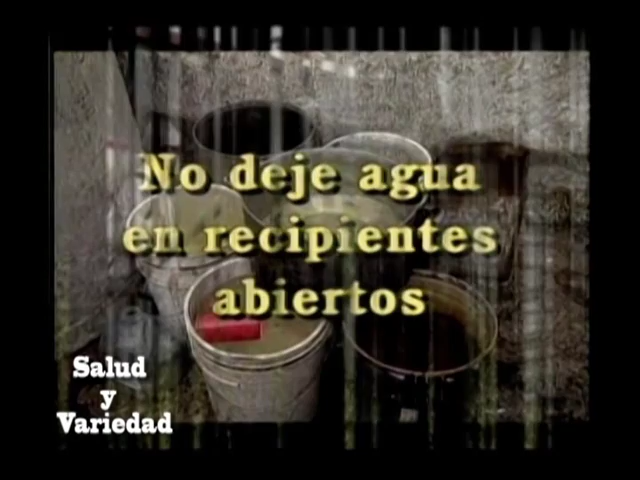 No deje agua
en recipientes
abiertos
Salud
y
Variedad